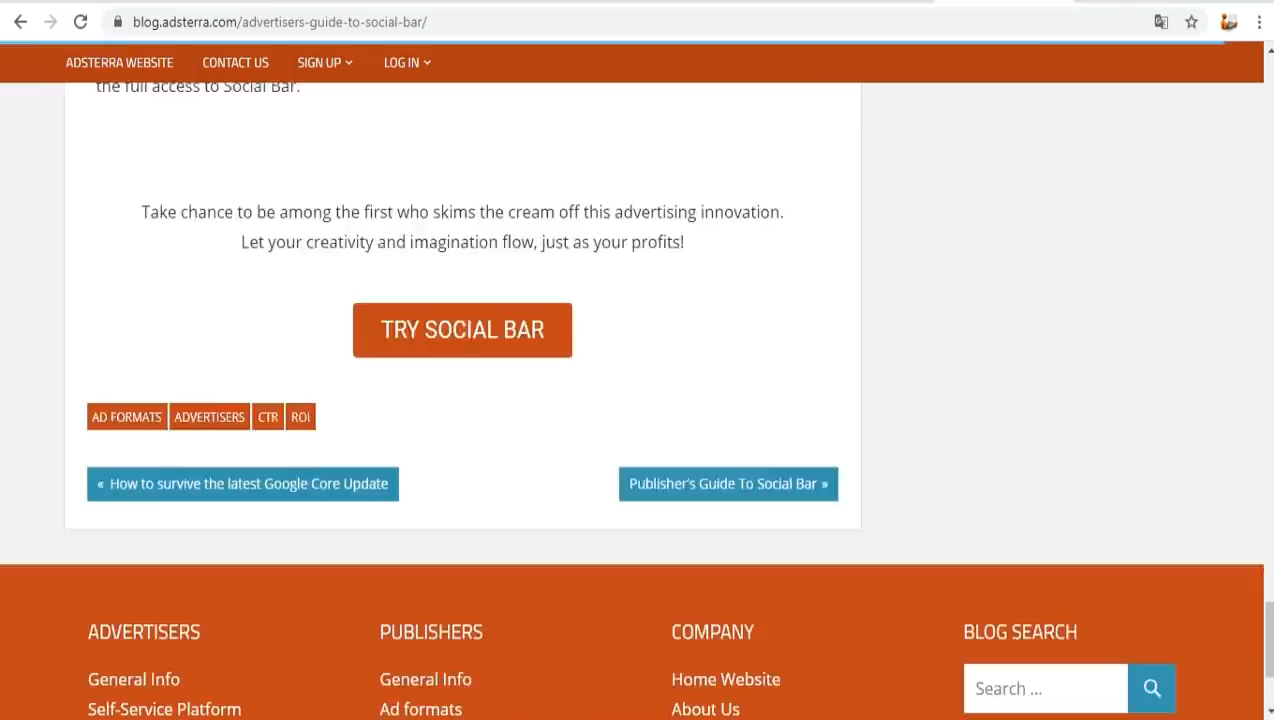 blog.adsterra.com/advertisers-guide-to-social-bar/
ADSTERRA WEBSITE CONTACT US SIGN UP LOG IN
the full access to Social Bar.
Take chance to be among the first who skims the cream off this advertising innovation.
Let your creativity and imagination flow, just as your profits!
TRY SOCIAL BAR
AD FORMATS ADVERTISERS CTR ROI
« How to survive the latest Google Core Update
Publisher's Guide To Social Bar »
ADVERTISERS PUBLISHERS COMPANY BLOG SEARCH
General Info General Info Home Website Search ...
Self-Service Platform Ad formats About Us